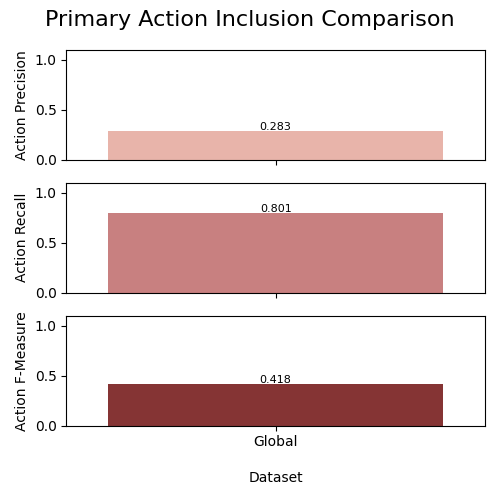 Primary Action Inclusion Comparison
Action Precision
1.0
0.5
0.0
0.283
Action Recall
1.0
0.5
0.0
0.801
Action F-Measure
1.0
0.5
0.0
0.418
Global
Dataset